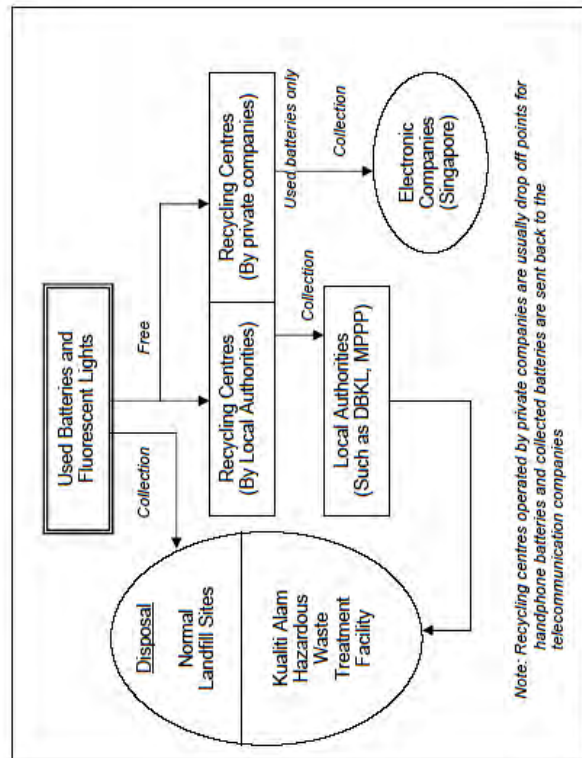 Used Batteries and
Fluorescent Lights
Collection
Free
Recycling Centres
(By Local Authorities)
Recycling Centres
(By private companies)
Collection
Used batteries only
Collection
Local Authorities
(Such as DBKL, MPPP)
Electronic
Companies
(Singapore)
Disposal
Normal
Landfill Sites
Kualiti Alam
Hazardous
Waste
Treatment
Facility
Note: Recycling centres operated by private companies are usually drop off points for
handphone batteries and collected batteries are sent back to the
telecommunication companies